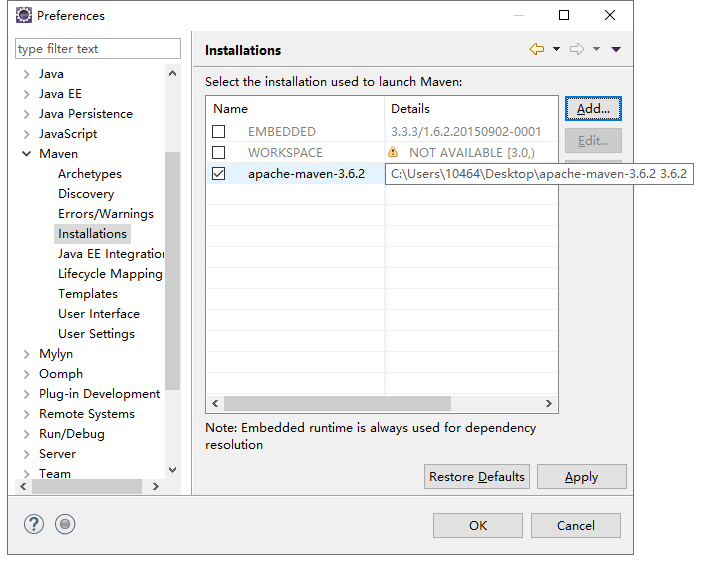 Preferences
type filter text
Java
Java EE
Java Persistence
JavaScript
Maven
Archetypes
Discovery
Errors/Warnings
Installations
Java EE Integration
Lifecycle Mapping
Templates
User Interface
User Settings
Mylyn
Oomph
Plug-in Development
Remote Systems
Run/Debug
Server
Team
Installations
Select the installation used to launch Maven:
Name Details
EMBEDDED 3.3.3/1.6.2.20150902-0001
WORKSPACE NOT AVAILABLE [3.0,)
apache-maven-3.6.2 C:\Users\10464\Desktop\apache-maven-3.6.2 3.6.2
Add...
Edit...
Note: Embedded runtime is always used for dependency
resolution
Restore Defaults Apply
? OK Cancel